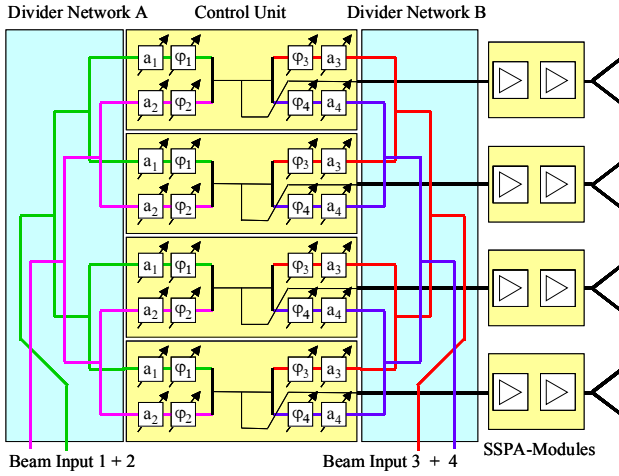 Divider Network A Control Unit Divider Network B
a1 φ1 φ3 a3
a2 φ2 φ4 a4
a1 φ1 φ3 a3
a2 φ2 φ4 a4
a1 φ1 φ3 a3
a2 φ2 φ4 a4
a1 φ1 φ3 a3
a2 φ2 φ4 a4
SSPA-Modules
Beam Input 1 + 2 Beam Input 3 + 4